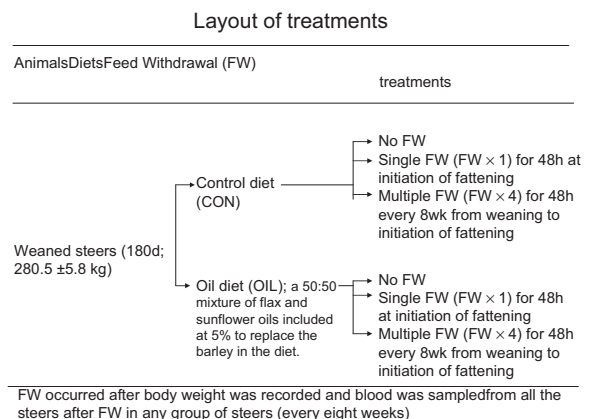 Layout of treatments
AnimalsDietsFeed Withdrawal (FW)
treatments
Weaned steers (180d;
280.5 ±5.8 kg)
Control diet
(CON)
No FW
Single FW (FW × 1) for 48h at
initiation of fattening
Multiple FW (FW × 4) for 48h
every 8wk from weaning to
initiation of fattening
Oil diet (OIL); a 50:50
mixture of flax and
sunflower oils included
at 5% to replace the
barley in the diet.
No FW
Single FW (FW × 1) for 48h
at initiation of fattening
Multiple FW (FW × 4) for 48h
every 8wk from weaning to
initiation of fattening
FW occurred after body weight was recorded and blood was sampledfrom all the
steers after FW in any group of steers (every eight weeks)